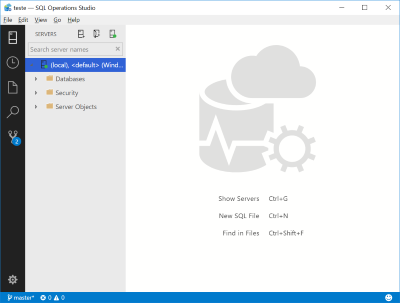 teste — SQL Operations Studio
File Edit View Go Help
SERVERS
Search server names
(local), <default> (Wind...
Databases
Security
Server Objects
2
Show Servers Ctrl+G
New SQL File Ctrl+N
Find in Files Ctrl+Shift+F
master* 0 0